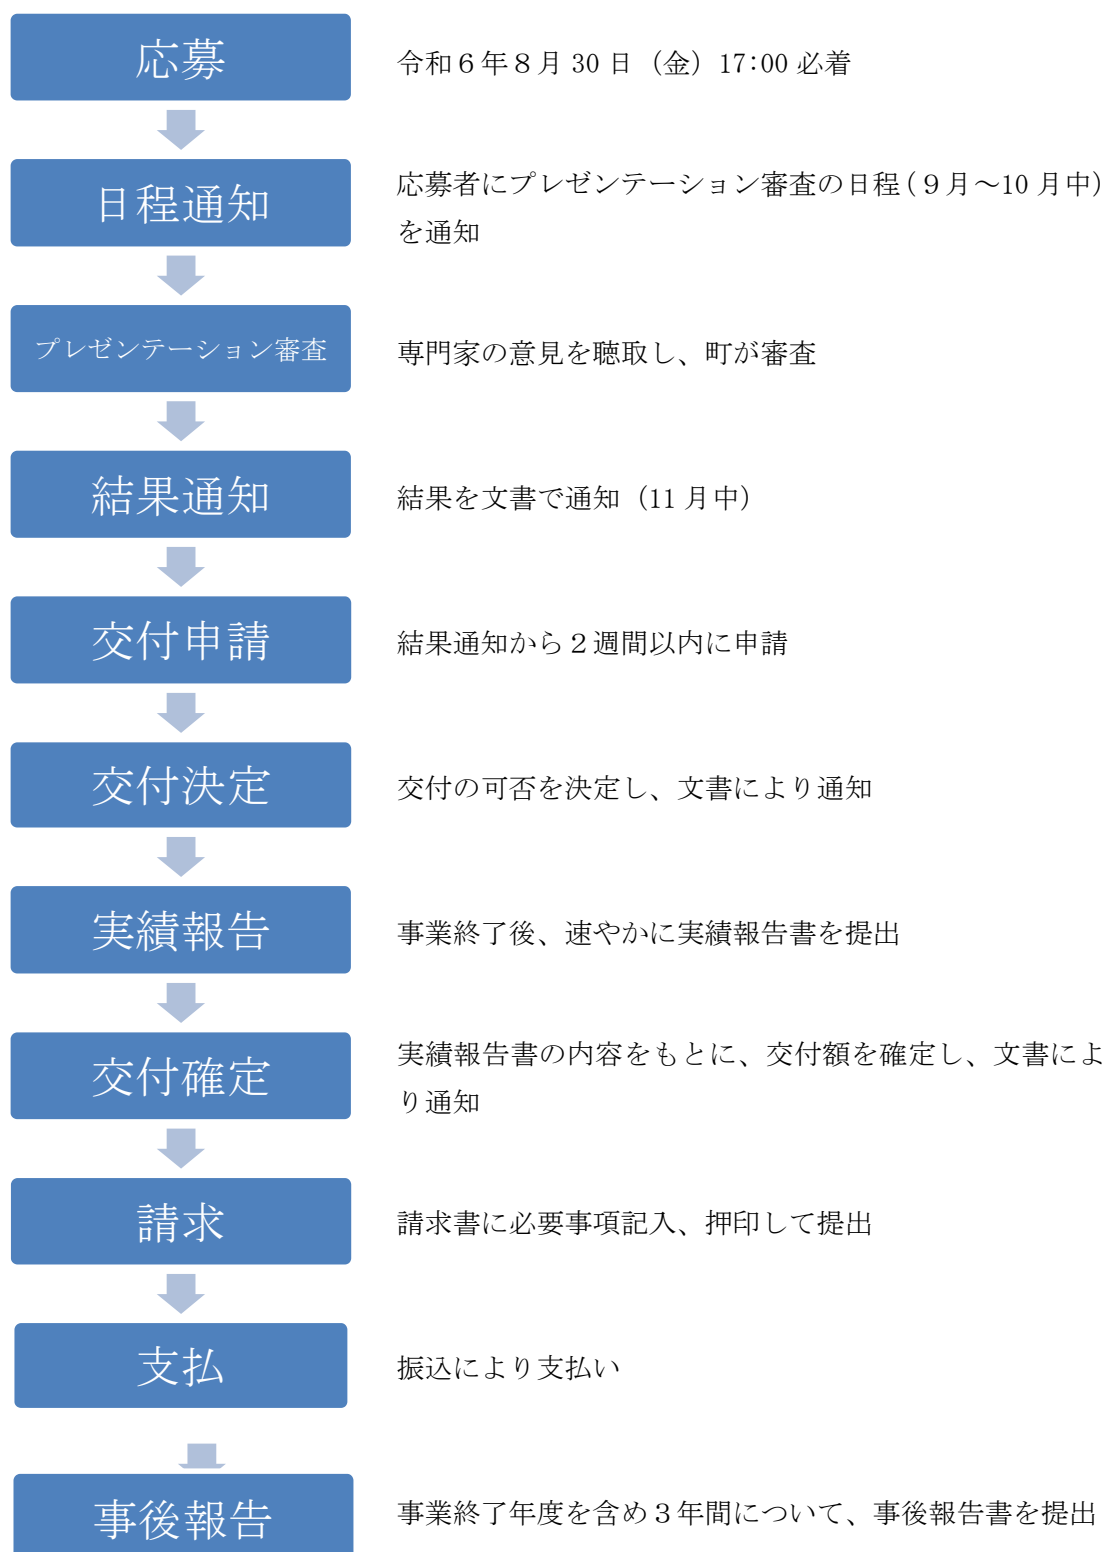 応募
令和６年８月 30 日（金）17:00 必着
日程通知
応募者にプレゼンテーション審査の日程（９月～10 月中）
を通知
プレゼンテーション審査
専門家の意見を聴取し、町が審査
結果通知
結果を文書で通知（11 月中）
交付申請
結果通知から２週間以内に申請
交付決定
交付の可否を決定し、文書により通知
実績報告
事業終了後、速やかに実績報告書を提出
交付確定
実績報告書の内容をもとに、交付額を確定し、文書によ
り通知
請求
請求書に必要事項記入、押印して提出
支払
振込により支払い
事後報告
事業終了年度を含め３年間について、事後報告書を提出